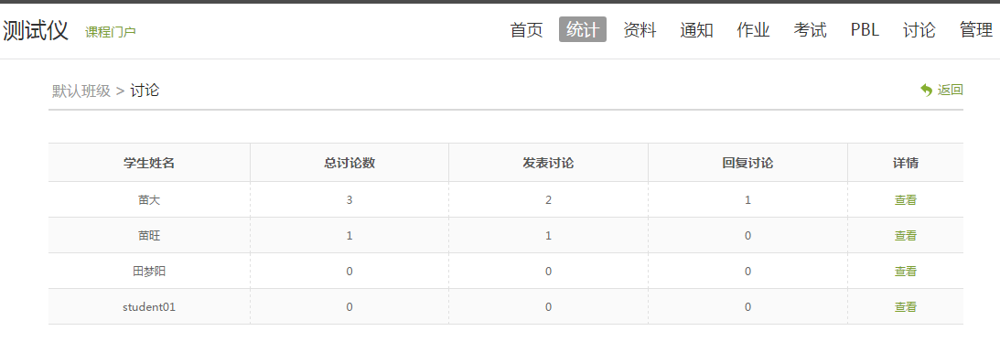 测试仪 课程门户 首页 统计 资料 通知 作业 考试 PBL 讨论 管理
默认班级 > 讨论 返回
学生姓名 总讨论数 发表讨论 回复讨论 详情
苗大 3 2 1 查看
苗旺 1 1 0 查看
田梦阳 0 0 0 查看
student01 0 0 0 查看